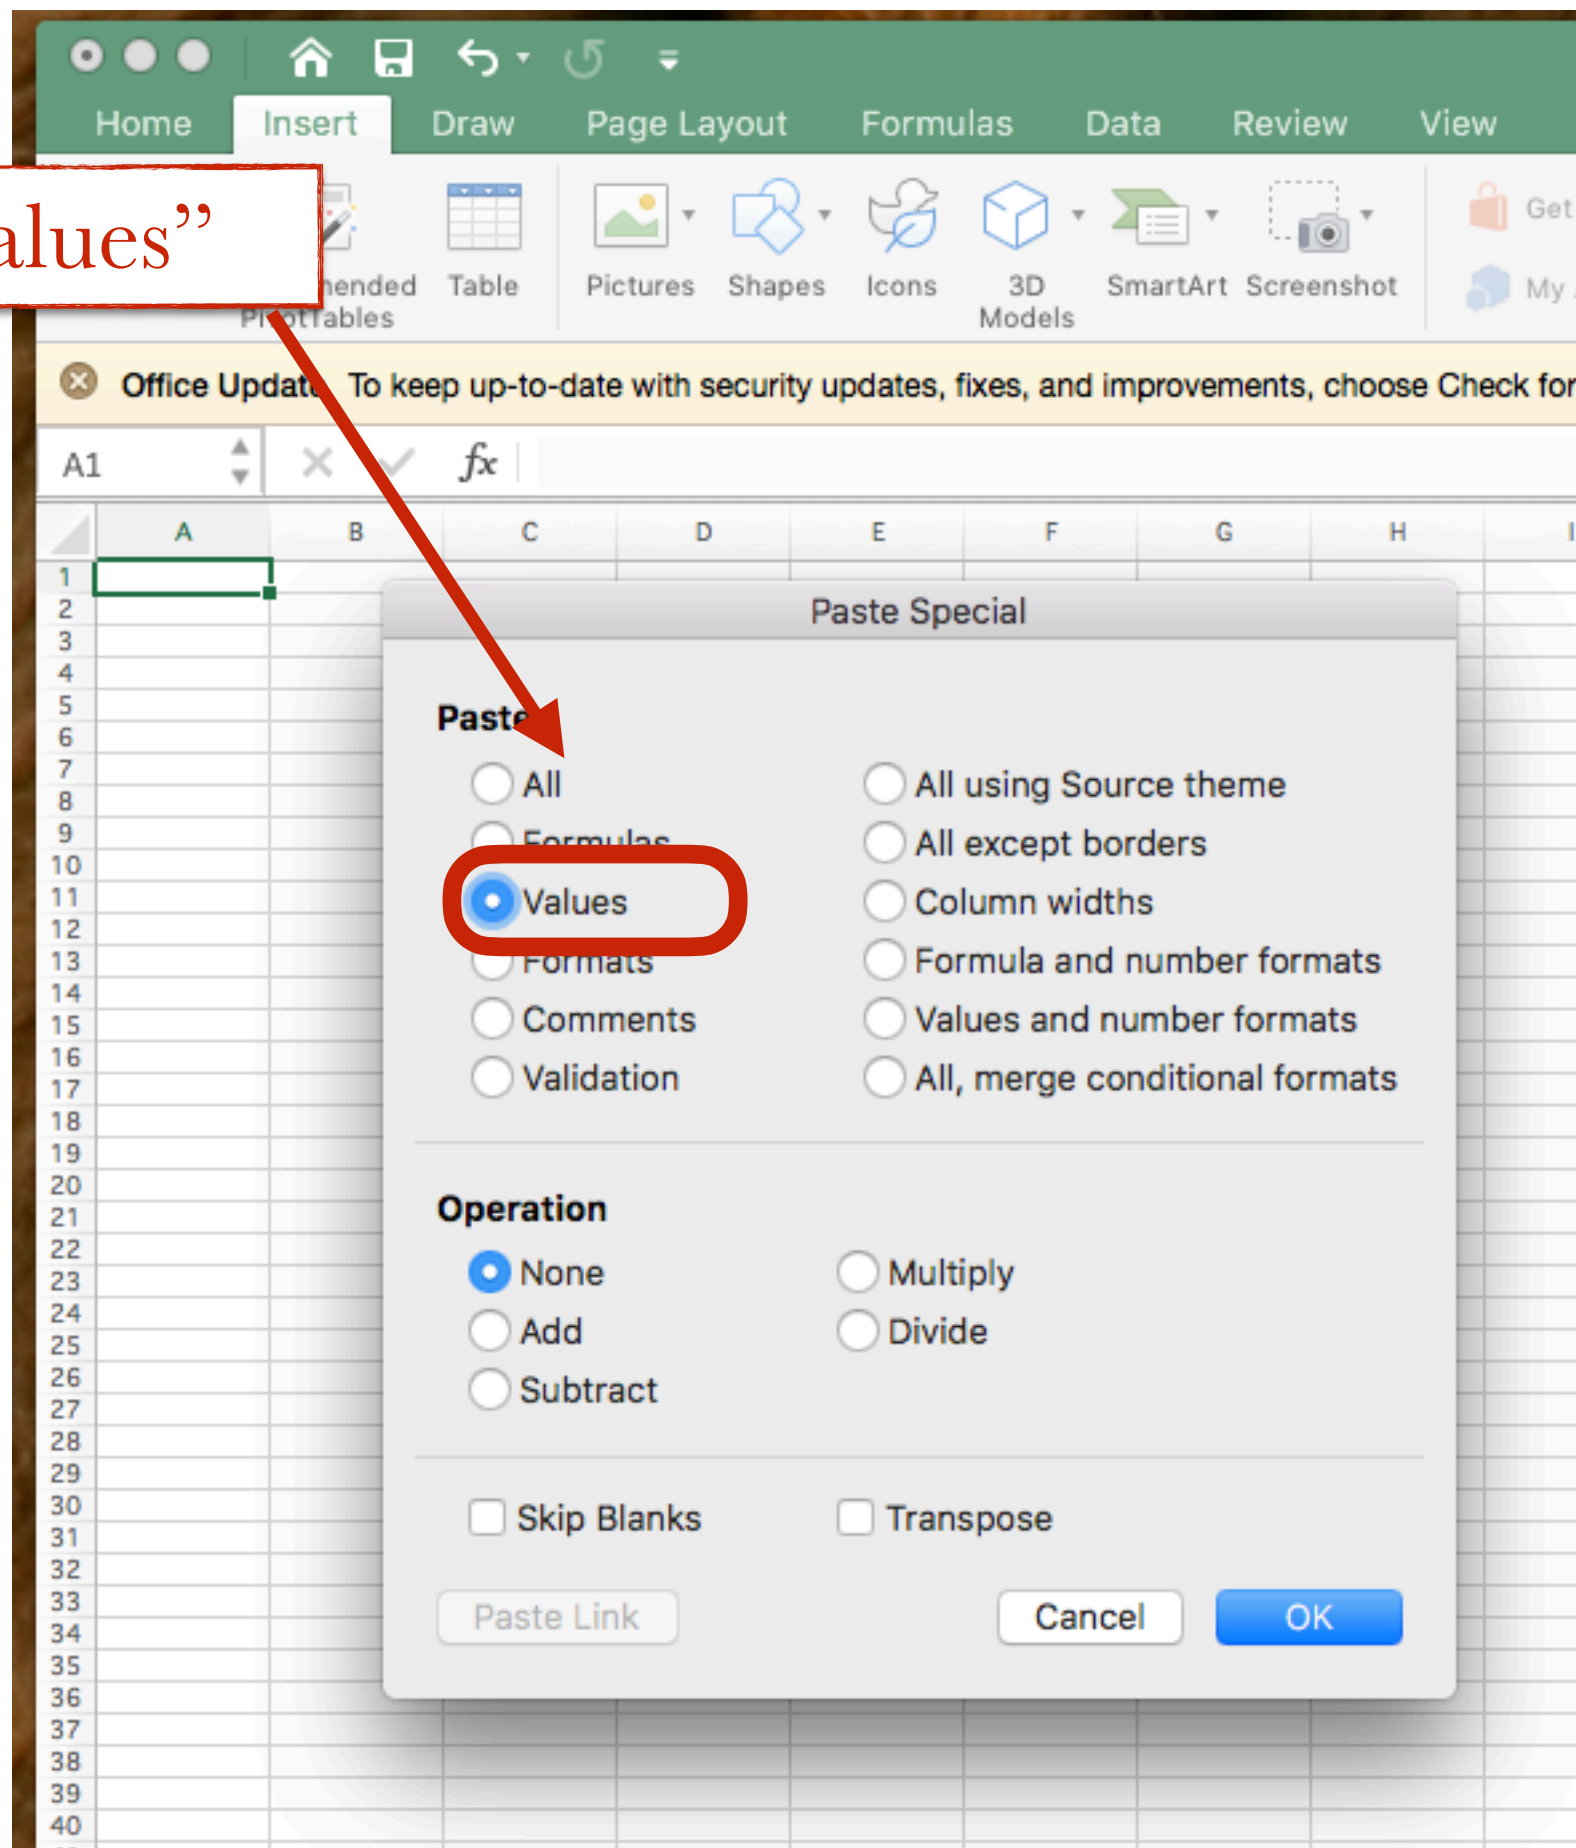 Home Insert Draw Page Layout Formulas Data Review View
alues”
Table Pictures Shapes Icons 3D Models SmartArt Screenshot
PivotTables
Get
My
Office Update To keep up-to-date with security updates, fixes, and improvements, choose Check for
A1 fx
A B C D E F G H I
1
2
3
4
5
6
7
8
9
10
11
12
13
14
15
16
17
18
19
20
21
22
23
24
25
26
27
28
29
30
31
32
33
34
35
36
37
38
39
40
Paste Special
Paste
All All using Source theme
Formulas All except borders
Values Column widths
Formats Formula and number formats
Comments Values and number formats
Validation All, merge conditional formats
Operation
None Multiply
Add Divide
Subtract
Skip Blanks Transpose
Paste Link Cancel OK